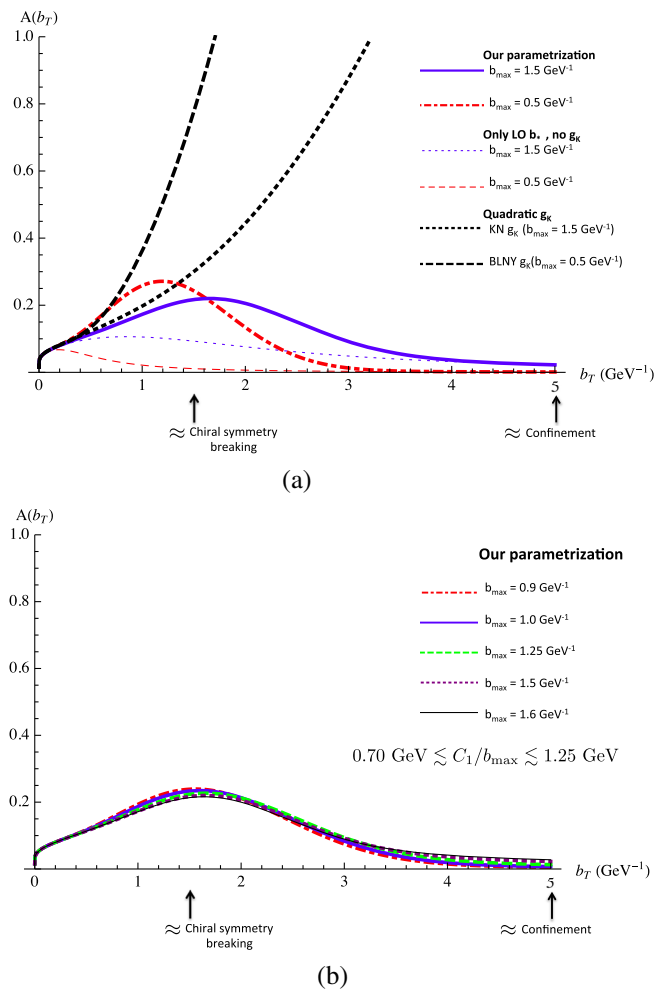 A(b_T)
1.0
0.8
0.6
0.4
0.2
0
1
2
3
4
5
b_T (GeV⁻¹)
Our parametrization
b_max = 1.5 GeV⁻¹
b_max = 0.5 GeV⁻¹
Only LO b_* , no g_K
b_max = 1.5 GeV⁻¹
b_max = 0.5 GeV⁻¹
Quadratic g_K
KN g_K (b_max = 1.5 GeV⁻¹)
BLNY g_K(b_max = 0.5 GeV⁻¹)
≈ Chiral symmetry
breaking
≈ Confinement
(a)
A(b_T)
1.0
0.8
0.6
0.4
0.2
0
1
2
3
4
5
b_T (GeV⁻¹)
Our parametrization
b_max = 0.9 GeV⁻¹
b_max = 1.0 GeV⁻¹
b_max = 1.25 GeV⁻¹
b_max = 1.5 GeV⁻¹
b_max = 1.6 GeV⁻¹
0.70 GeV ≲ C₁/b_max ≲ 1.25 GeV
≈ Chiral symmetry
breaking
≈ Confinement
(b)